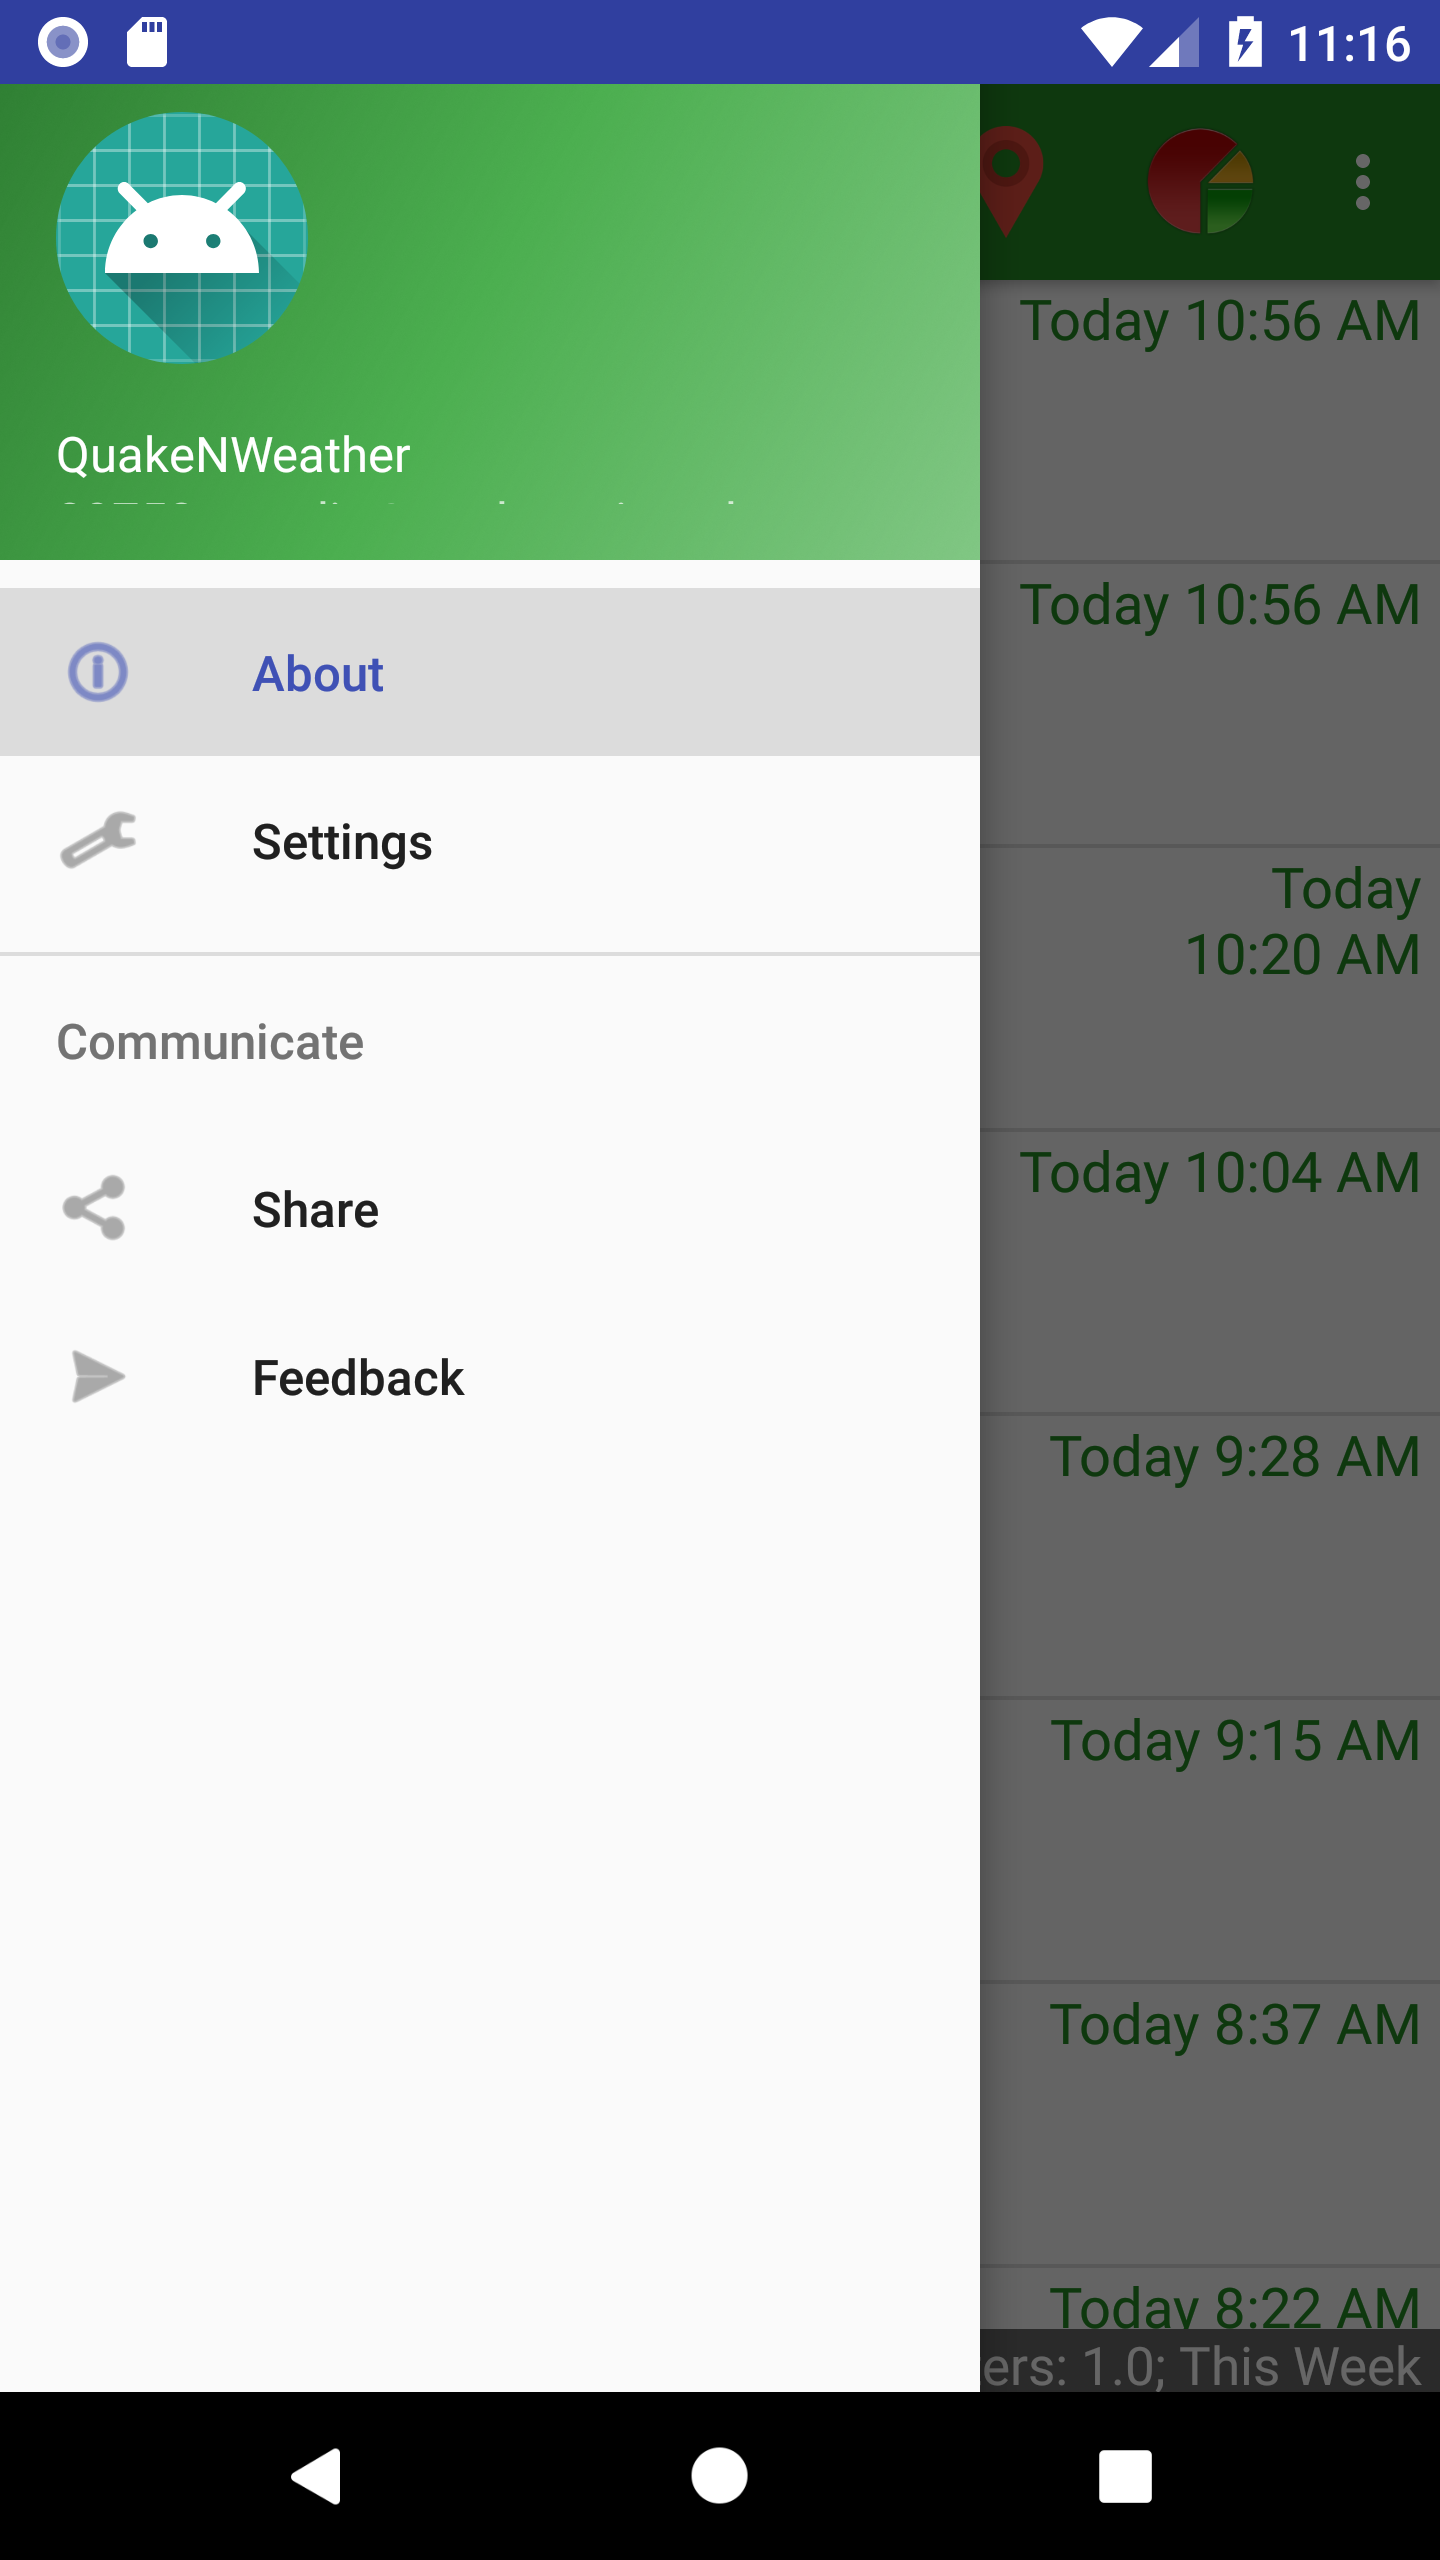 11:16
QuakeNWeather
About
Settings
Communicate
Share
Feedback
Today 10:56 AM
Today 10:56 AM
Today
10:20 AM
Today 10:04 AM
Today 9:28 AM
Today 9:15 AM
Today 8:37 AM
Today 8:22 AM
1.0; This Week